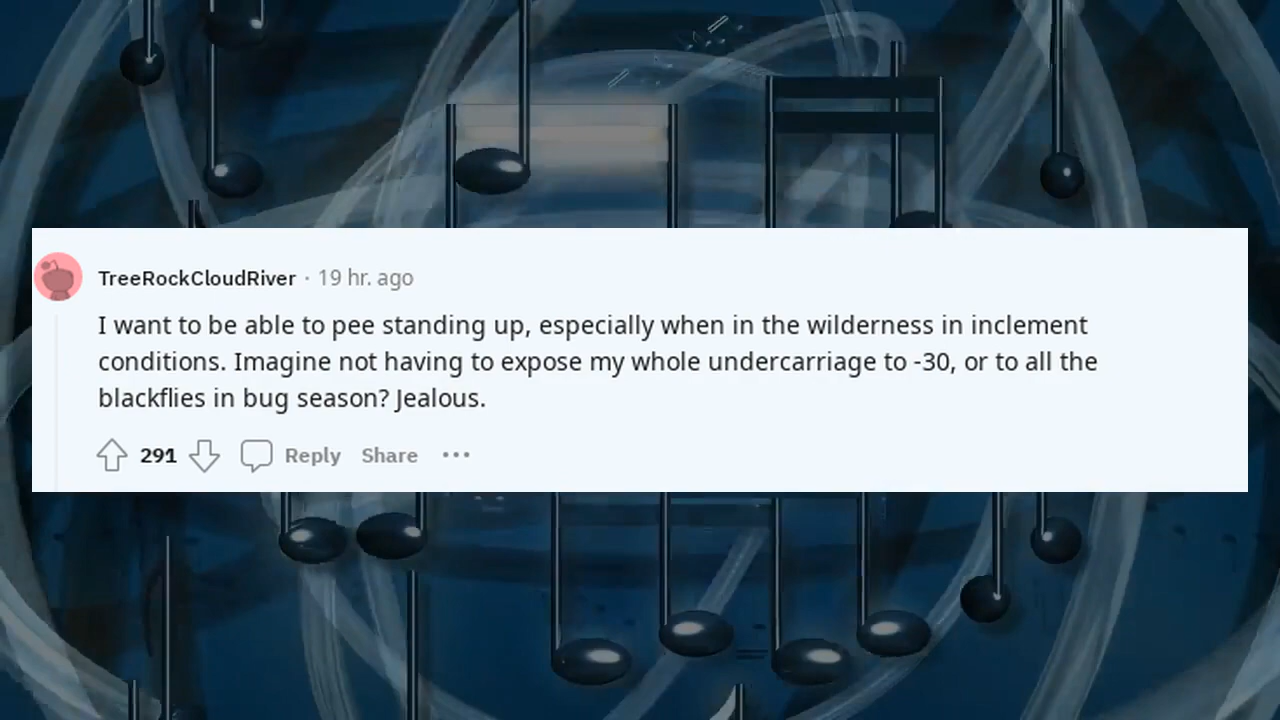 TreeRockCloudRiver · 19 hr. ago
I want to be able to pee standing up, especially when in the wilderness in inclement
conditions. Imagine not having to expose my whole undercarriage to -30, or to all the
blackflies in bug season? Jealous.
291 Reply Share ···